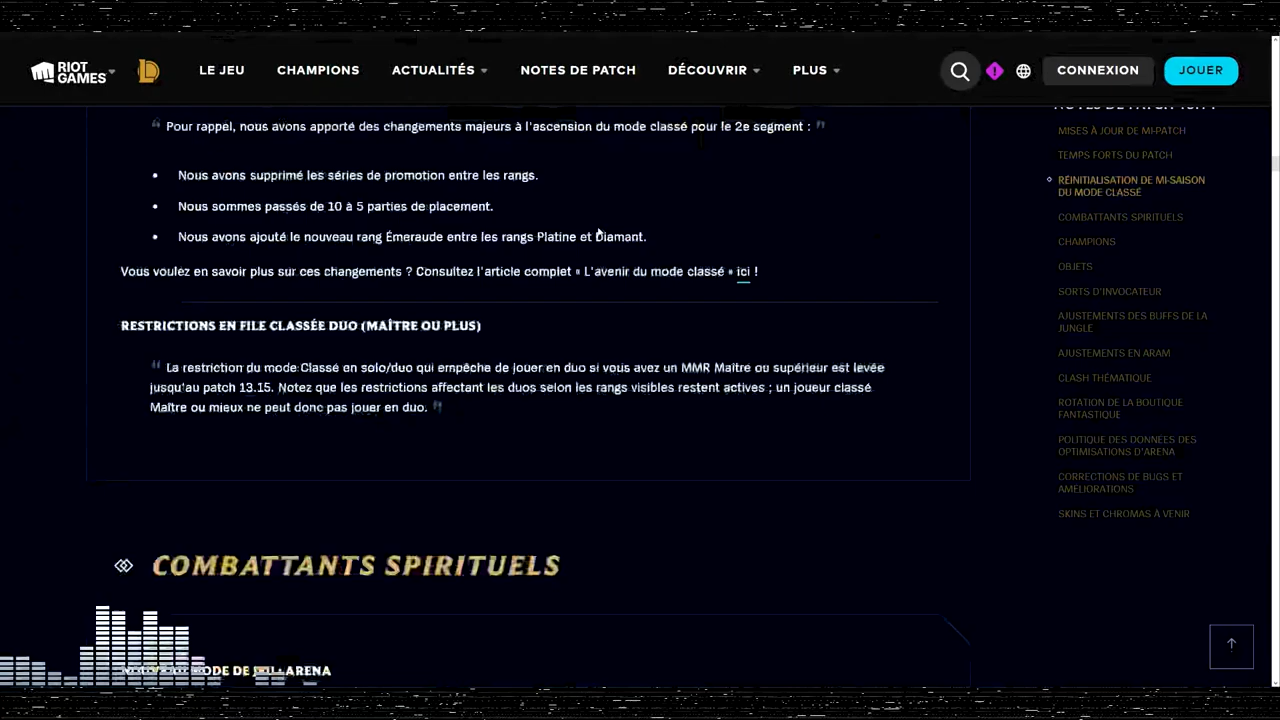 RIOT GAMES
LE JEU
CHAMPIONS
ACTUALITÉS
NOTES DE PATCH
DÉCOUVRIR
PLUS
CONNEXION
JOUER
" Pour rappel, nous avons apporté des changements majeurs à l'ascension du mode classé pour le 2e segment : "
• Nous avons supprimé les séries de promotion entre les rangs.
• Nous sommes passés de 10 à 5 parties de placement.
• Nous avons ajouté le nouveau rang Émeraude entre les rangs Platine et Diamant.
Vous voulez en savoir plus sur ces changements ? Consultez l'article complet « L'avenir du mode classé » ici !
RESTRICTIONS EN FILE CLASSÉE DUO (MAÎTRE OU PLUS)
" La restriction du mode Classé en solo/duo qui empêche de jouer en duo si vous avez un MMR Maître ou supérieur est levée
jusqu'au patch 13.15. Notez que les restrictions affectant les duos selon les rangs visibles restent actives ; un joueur classé
Maître ou mieux ne peut donc pas jouer en duo. "
COMBATTANTS SPIRITUELS
MODE DE JEU : ARENA
MISES À JOUR DE MI-PATCH
TEMPS FORTS DU PATCH
RÉINITIALISATION DE MI-SAISON
DU MODE CLASSÉ
COMBATTANTS SPIRITUELS
CHAMPIONS
OBJETS
SORTS D'INVOCATEUR
AJUSTEMENTS DES BUFFS DE LA
JUNGLE
AJUSTEMENTS EN ARAM
CLASH THÉMATIQUE
ROTATION DE LA BOUTIQUE
FANTASTIQUE
POLITIQUE DES DONNÉES DES
OPTIMISATIONS D'ARENA
CORRECTIONS DE BUGS ET
AMÉLIORATIONS
SKINS ET CHROMAS À VENIR